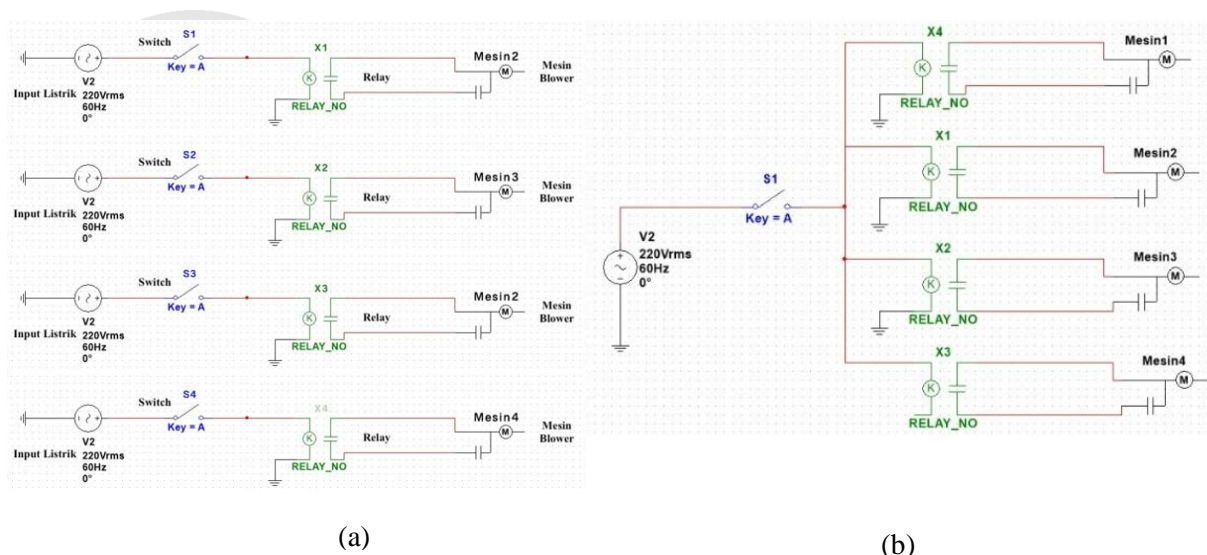 S1
Switch
Key = A
V2
220Vrms
60Hz
0°
Input Listrik
X1
K
Relay
RELAY_NO
Mesin2
M
Mesin
Blower
S2
Switch
Key = A
V2
220Vrms
60Hz
0°
Input Listrik
X2
K
Relay
RELAY_NO
Mesin3
M
Mesin
Blower
S3
Switch
Key = A
V2
220Vrms
60Hz
0°
Input Listrik
X3
K
Relay
RELAY_NO
Mesin2
M
Mesin
Blower
S4
Switch
Key = A
V2
220Vrms
60Hz
0°
Input Listrik
X4
K
Relay
RELAY_NO
Mesin4
M
Mesin
Blower
(a)
V2
220Vrms
60Hz
0°
S1
Key = A
X4
K
RELAY_NO
Mesin1
M
X1
K
RELAY_NO
Mesin2
M
X2
K
RELAY_NO
Mesin3
M
X3
K
RELAY_NO
Mesin4
M
(b)